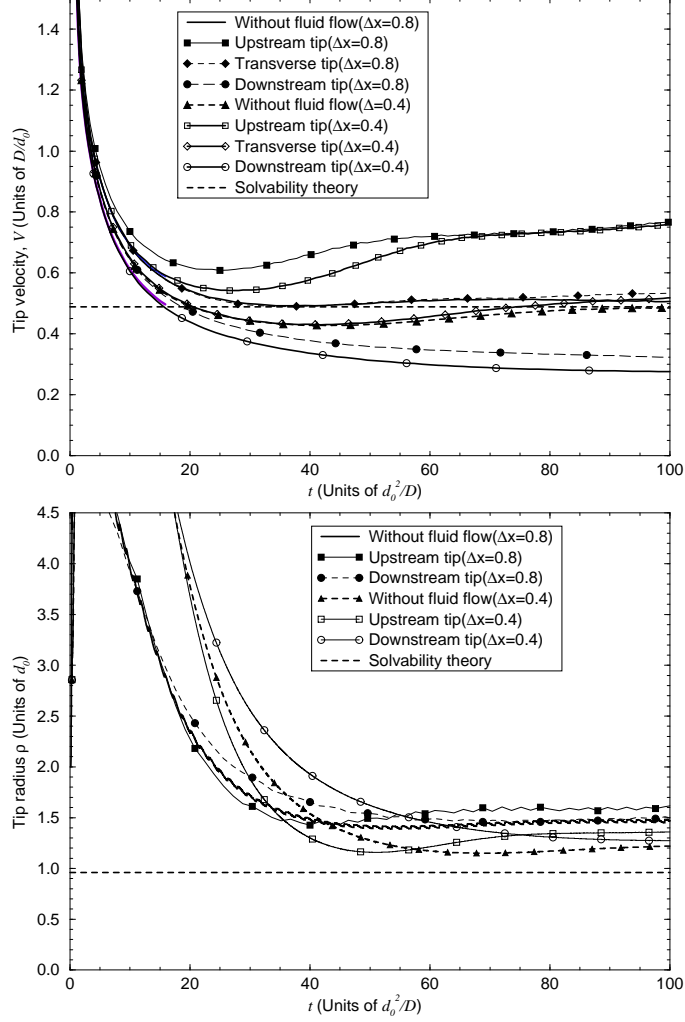 1.4
1.2
1.0
0.8
0.6
0.4
0.2
0.0
Tip velocity, V (Units of D/d₀)
Without fluid flow(Δx=0.8)
Upstream tip(Δx=0.8)
Transverse tip(Δx=0.8)
Downstream tip(Δx=0.8)
Without fluid flow(Δ=0.4)
Upstream tip(Δx=0.4)
Transverse tip(Δx=0.4)
Downstream tip(Δx=0.4)
Solvability theory
0 20 40 60 80 100
t (Units of d₀²/D)
4.5
4.0
3.5
3.0
2.5
2.0
1.5
1.0
0.5
0.0
Tip radius ρ (Units of d₀)
Without fluid flow(Δx=0.8)
Upstream tip(Δx=0.8)
Downstream tip(Δx=0.8)
Without fluid flow(Δx=0.4)
Upstream tip(Δx=0.4)
Downstream tip(Δx=0.4)
Solvability theory
0 20 40 60 80 100
t (Units of d₀²/D)